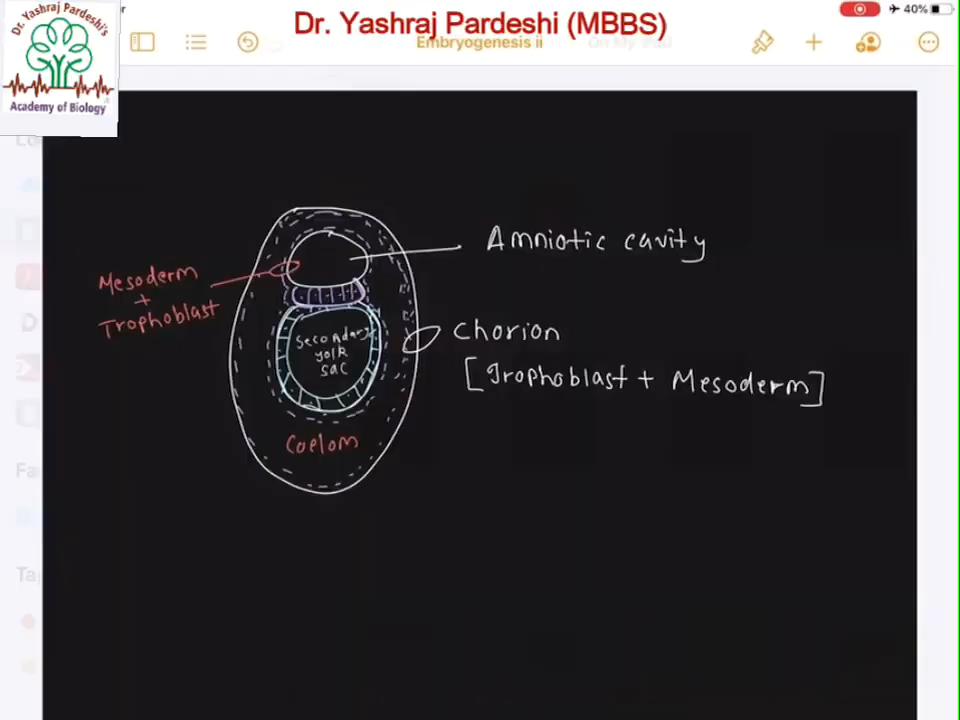 Dr. Yashraj Pardeshi (MBBS)
Dr. Yashraj Pardeshi's
Academy of Biology
Embryogenesis ii
40%
Amniotic cavity
Mesoderm
+
Trophoblast
Secondary
yolk
sac
Chorion
[Trophoblast + Mesoderm]
Coelom